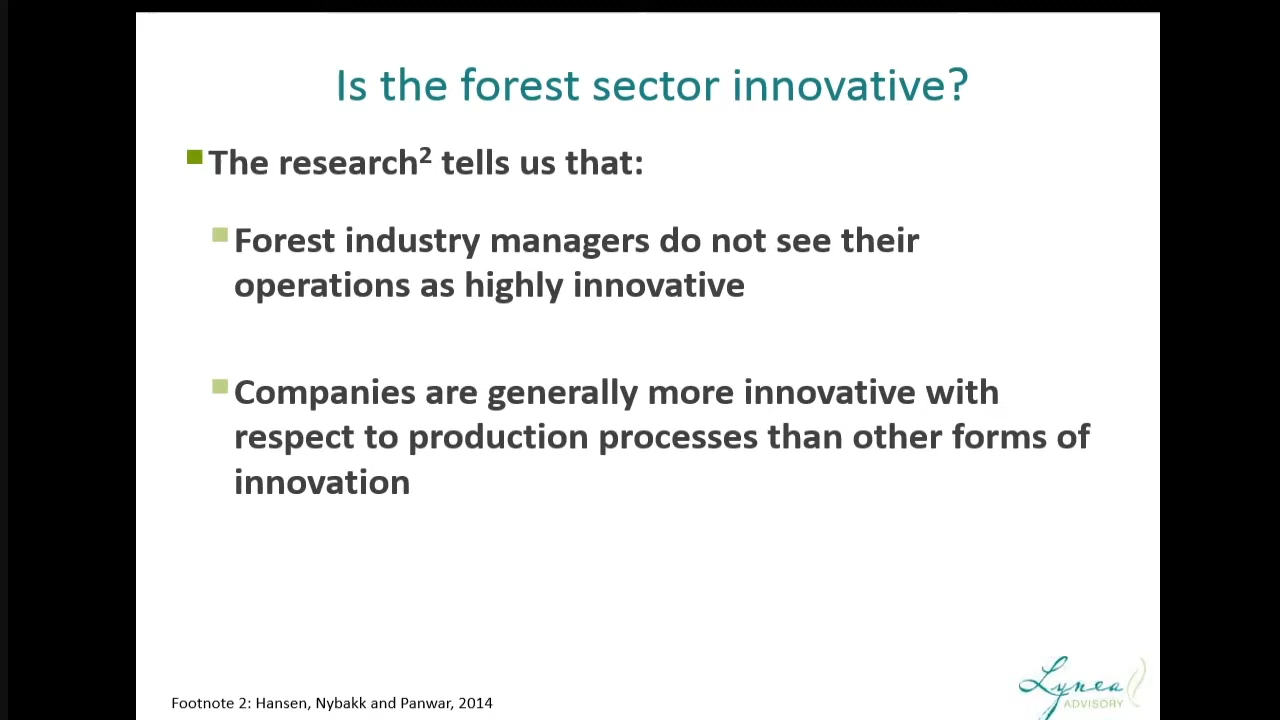 Is the forest sector innovative?
The research² tells us that:
Forest industry managers do not see their
operations as highly innovative
Companies are generally more innovative with
respect to production processes than other forms of
innovation
Footnote 2: Hansen, Nybakk and Panwar, 2014
Lynea
ADVISORY